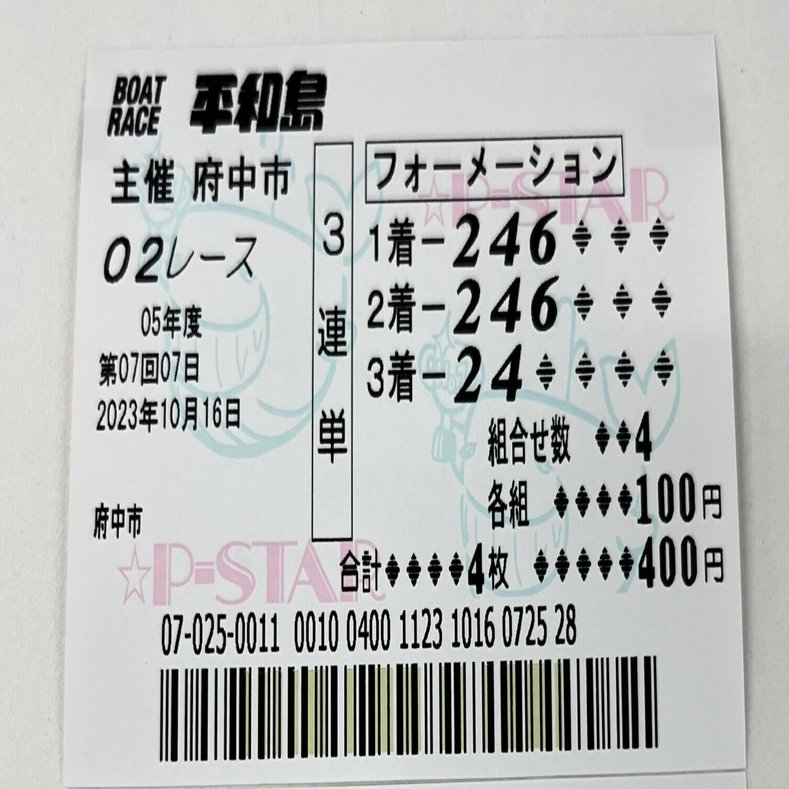 BOAT RACE 平和島
主催 府中市
02レース
05年度
第07回07日
2023年10月16日
府中市
3連単
フォーメーション
☆P=STAR
1着－246
2着－246
3着－24
組合せ数 4
各組 100円
合計 4枚 400円
☆P=STAR
07-025-0011 0010 0400 1123 1016 0725 28